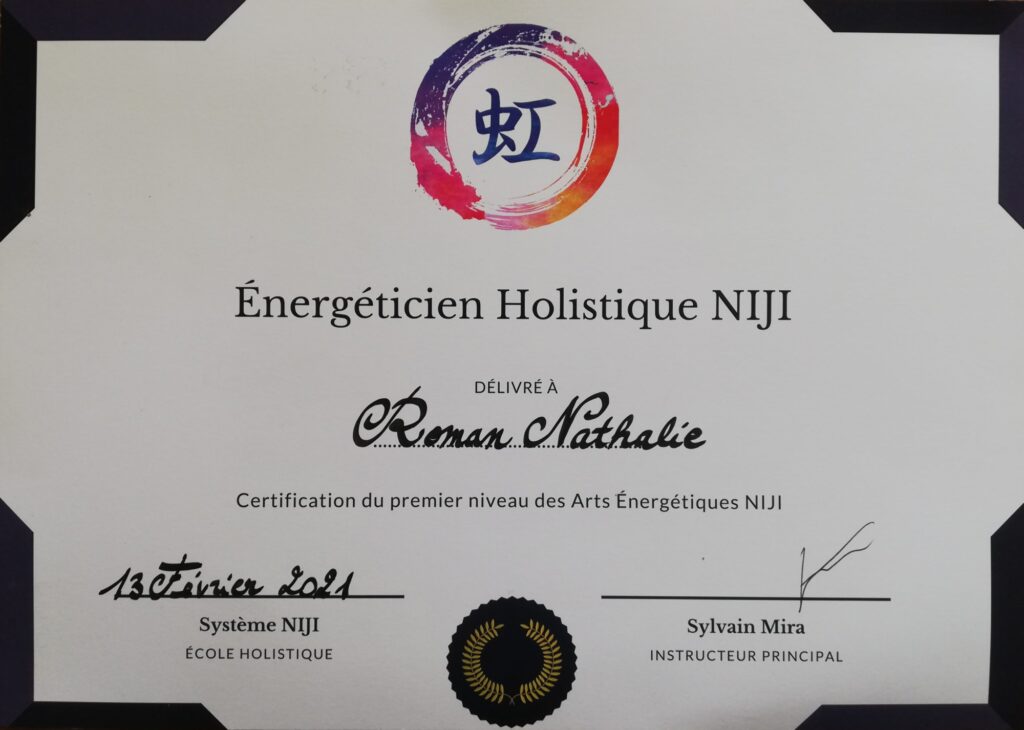 虹
Énergéticien Holistique NIJI
DÉLIVRÉ À
Roman Nathalie
Certification du premier niveau des Arts Énergétiques NIJI
13 Février 2021
Système NIJI
ÉCOLE HOLISTIQUE
Sylvain Mira
INSTRUCTEUR PRINCIPAL